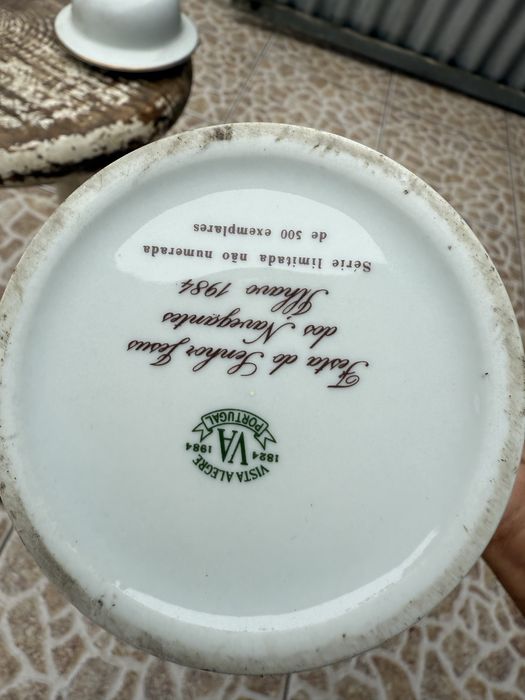 VISTA ALEGRE
1824 VA 1984
PORTUGAL
Festa do Senhor Jesus
dos Navegantes
Ílhavo 1984
Série limitada não numerada
de 500 exemplares